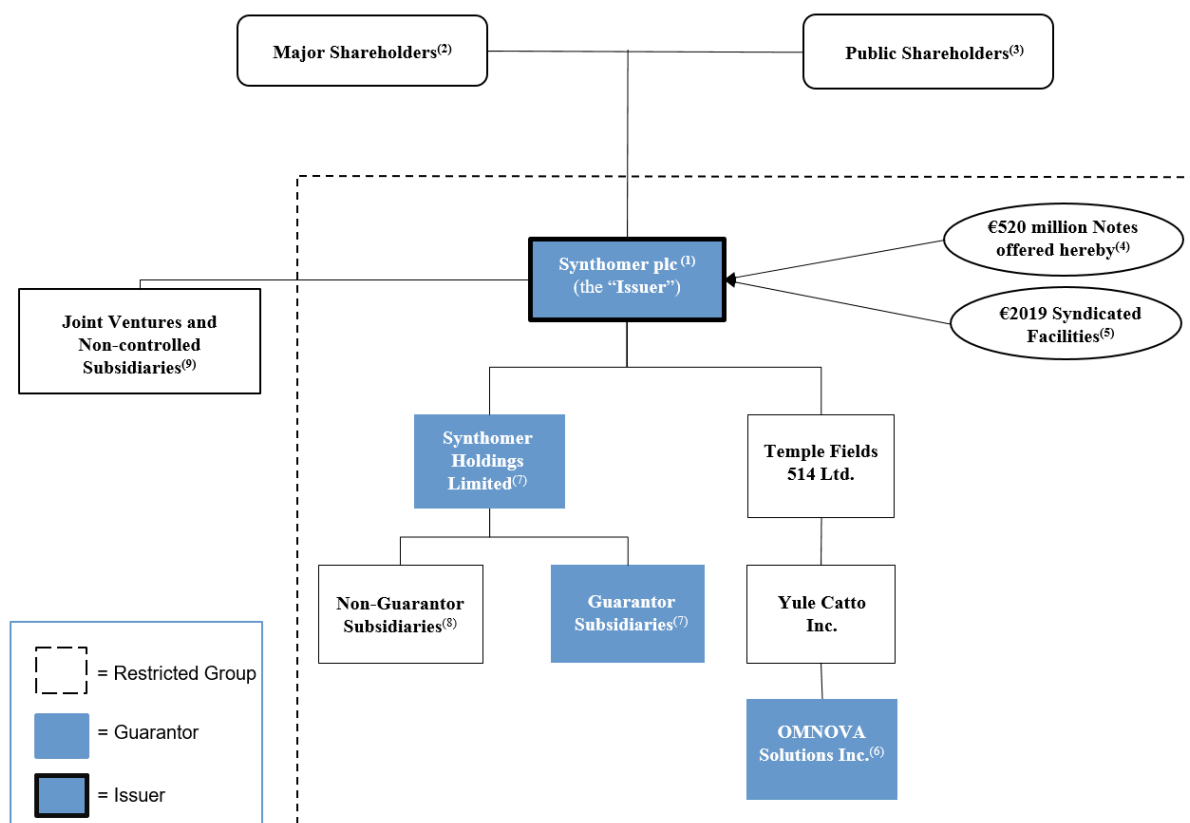 Major Shareholders(2)
Public Shareholders(3)
€520 million Notes
offered hereby(4)
Synthomer plc (1)
(the “Issuer”)
€2019 Syndicated
Facilities(5)
Joint Ventures and
Non-controlled
Subsidiaries(9)
Synthomer
Holdings
Limited(7)
Temple Fields
514 Ltd.
Non-Guarantor
Subsidiaries(8)
Guarantor
Subsidiaries(7)
Yule Catto
Inc.
OMNOVA
Solutions Inc.(6)
= Restricted Group
= Guarantor
= Issuer